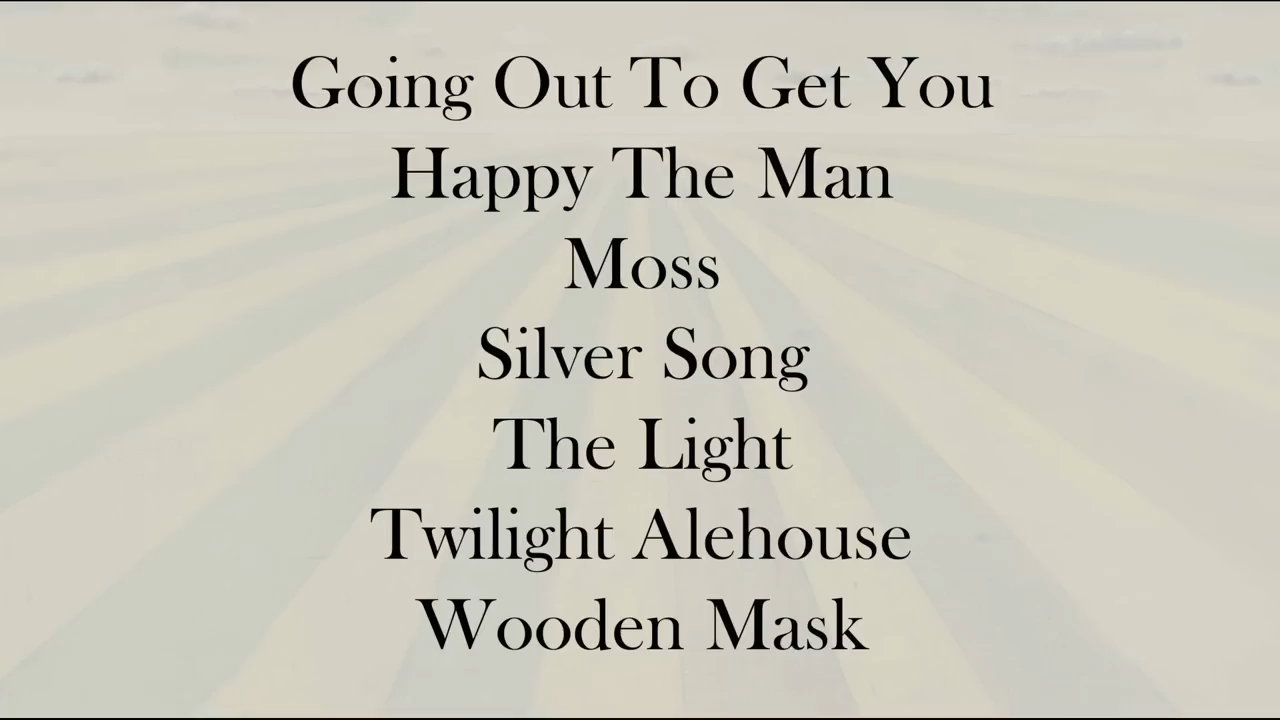 Going Out To Get You
Happy The Man
Moss
Silver Song
The Light
Twilight Alehouse
Wooden Mask